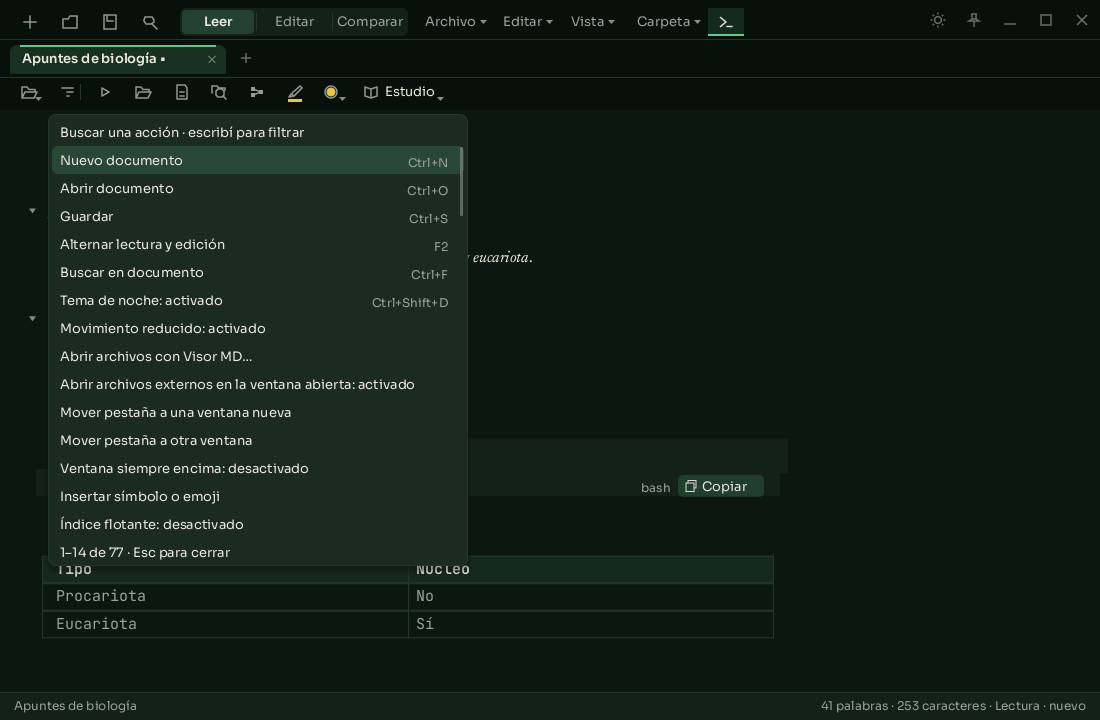 Leer Editar Comparar Archivo Editar Vista Carpeta
Apuntes de biología •
Estudio
Buscar una acción · escribí para filtrar
Nuevo documento Ctrl+N
Abrir documento Ctrl+O
Guardar Ctrl+S
Alternar lectura y edición F2
eucariota.
Buscar en documento Ctrl+F
Tema de noche: activado Ctrl+Shift+D
Movimiento reducido: activado
Abrir archivos con Visor MD...
Abrir archivos externos en la ventana abierta: activado
Mover pestaña a una ventana nueva
Mover pestaña a otra ventana
Ventana siempre encima: desactivado
bash Copiar
Insertar símbolo o emoji
Índice flotante: desactivado
1–14 de 77 · Esc para cerrar
Tipo Núcleo
Procariota No
Eucariota Sí
Apuntes de biología 41 palabras · 253 caracteres · Lectura · nuevo